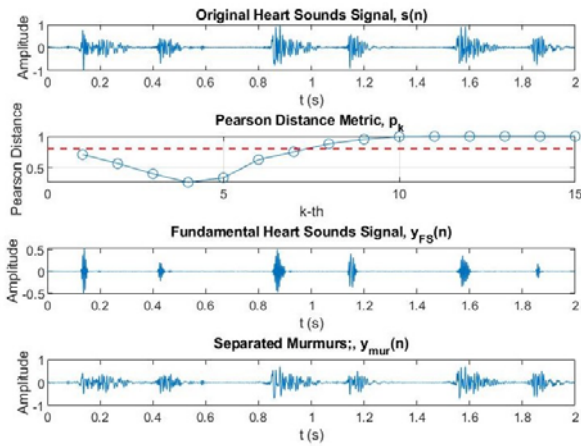 Original Heart Sounds Signal, s(n)
Amplitude
1
0
-1
0 0.2 0.4 0.6 0.8 1 1.2 1.4 1.6 1.8 2
t (s)
Pearson Distance Metric, p_k
Pearson Distance
1
0.5
0 5 10 15
k-th
Fundamental Heart Sounds Signal, y_FS(n)
Amplitude
0.5
0
-0.5
0 0.2 0.4 0.6 0.8 1 1.2 1.4 1.6 1.8 2
t (s)
Separated Murmurs;, y_mur(n)
Amplitude
1
0
-1
0 0.2 0.4 0.6 0.8 1 1.2 1.4 1.6 1.8 2
t (s)